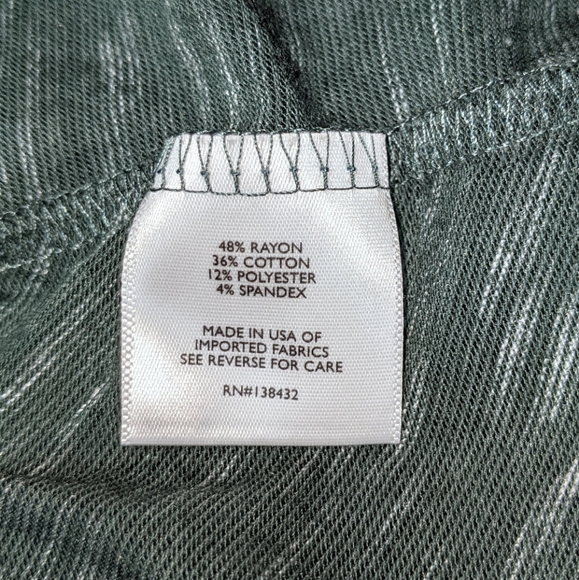 48% RAYON
36% COTTON
12% POLYESTER
4% SPANDEX
MADE IN USA OF
IMPORTED FABRICS
SEE REVERSE FOR CARE
RN#138432